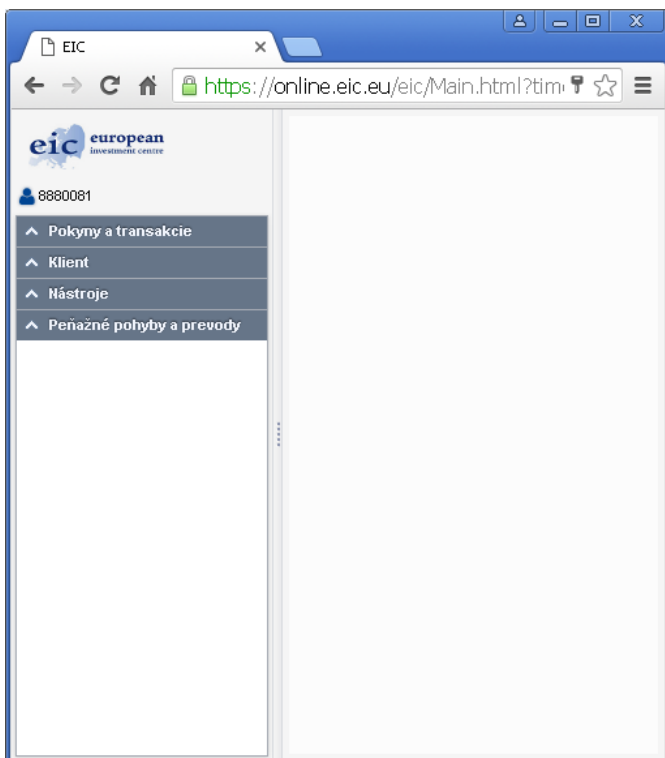 EIC
https://online.eic.eu/eic/Main.html?tim
eic european
investment centre
8880081
Pokyny a transakcie
Klient
Nástroje
Peňažné pohyby a prevody